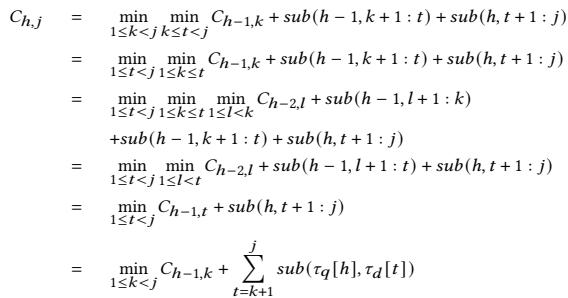 C_{h,j} = \min_{1≤k<j} \min_{k≤t<j} C_{h−1,k} + sub(h − 1, k + 1 : t) + sub(h, t + 1 : j)
= \min_{1≤t<j} \min_{1≤k≤t} C_{h−1,k} + sub(h − 1, k + 1 : t) + sub(h, t + 1 : j)
= \min_{1≤t<j} \min_{1≤k≤t} \min_{1≤l<k} C_{h−2,l} + sub(h − 1, l + 1 : k)
+sub(h − 1, k + 1 : t) + sub(h, t + 1 : j)
= \min_{1≤t<j} \min_{1≤l<t} C_{h−2,l} + sub(h − 1, l + 1 : t) + sub(h, t + 1 : j)
= \min_{1≤t<j} C_{h−1,t} + sub(h, t + 1 : j)
= \min_{1≤k<j} C_{h−1,k} + \sum_{t=k+1}^{j} sub(τ_q[h], τ_d[t])